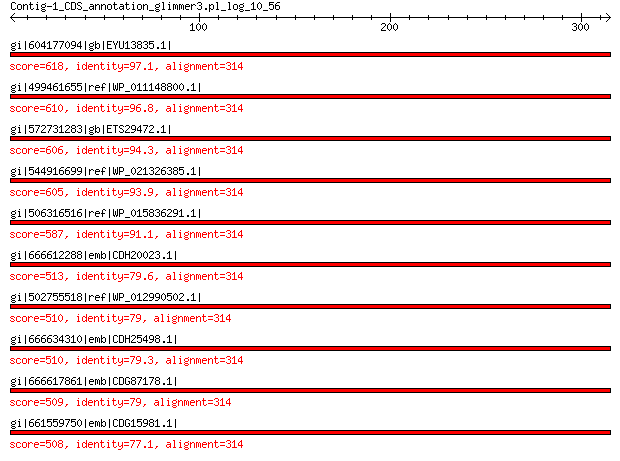 Contig-1_CDS_annotation_glimmer3.pl_log_10_56
100 200 300
gi|604177094|gb|EYU13835.1|
score=618, identity=97.1, alignment=314
gi|499461655|ref|WP_011148800.1|
score=610, identity=96.8, alignment=314
gi|572731283|gb|ETS29472.1|
score=606, identity=94.3, alignment=314
gi|544916699|ref|WP_021326385.1|
score=605, identity=93.9, alignment=314
gi|506316516|ref|WP_015836291.1|
score=587, identity=91.1, alignment=314
gi|666612288|emb|CDH20023.1|
score=513, identity=79.6, alignment=314
gi|502755518|ref|WP_012990502.1|
score=510, identity=79, alignment=314
gi|666634310|emb|CDH25498.1|
score=510, identity=79.3, alignment=314
gi|666617861|emb|CDG87178.1|
score=509, identity=79, alignment=314
gi|661559750|emb|CDG15981.1|
score=508, identity=77.1, alignment=314